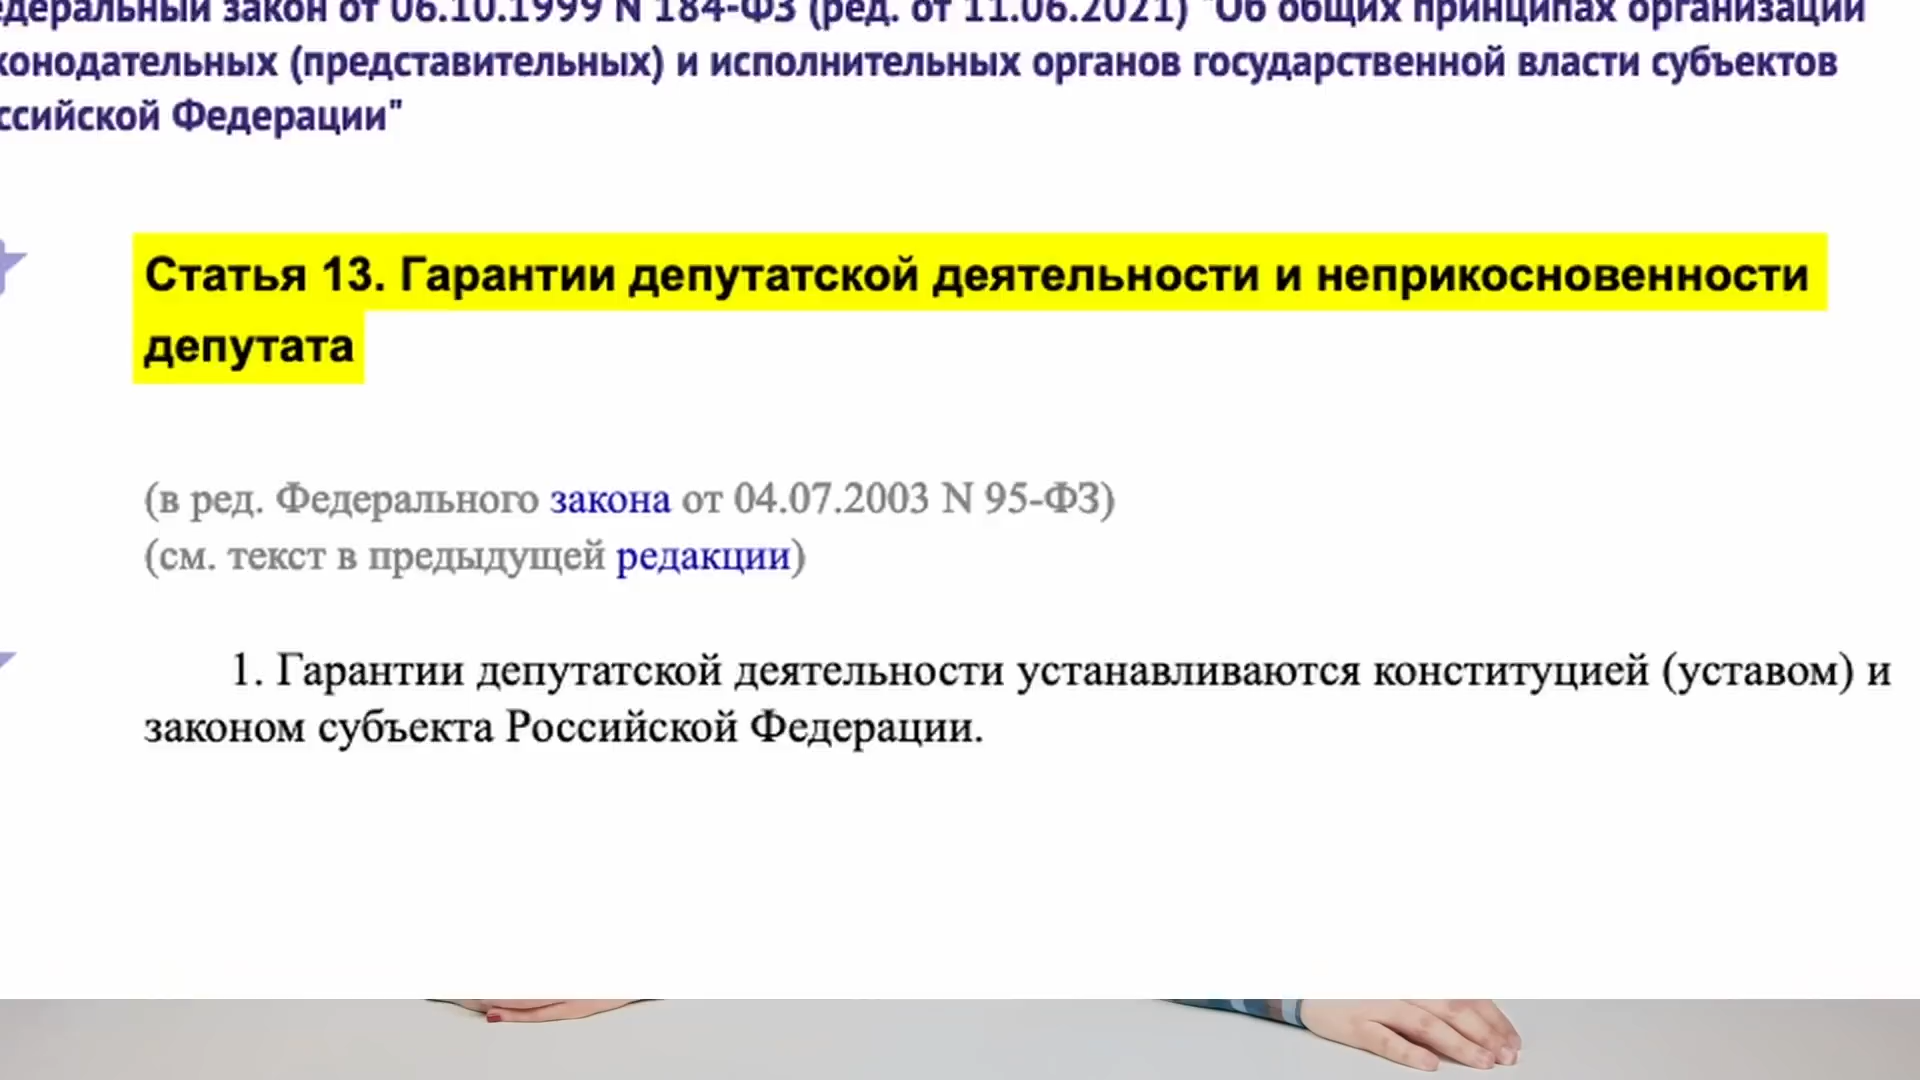 едеральный закон от 06.10.1999 N 184-ФЗ (ред. от 11.06.2021) "Об общих принципах организации
конодательных (представительных) и исполнительных органов государственной власти субъектов
ссийской Федерации"
Статья 13. Гарантии депутатской деятельности и неприкосновенности
депутата
(в ред. Федерального закона от 04.07.2003 N 95-ФЗ)
(см. текст в предыдущей редакции)
1. Гарантии депутатской деятельности устанавливаются конституцией (уставом) и
законом субъекта Российской Федерации.